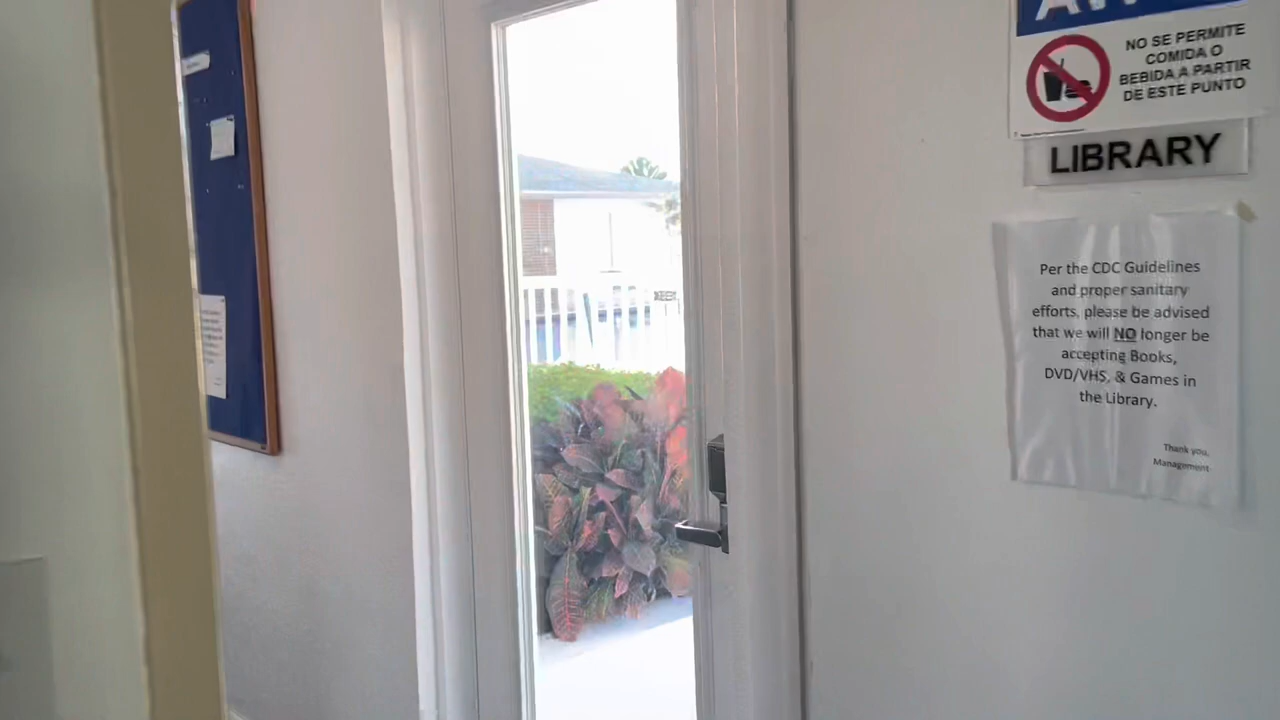 NO SE PERMITE
COMIDA O
BEBIDA A PARTIR
DE ESTE PUNTO
LIBRARY
Per the CDC Guidelines
and proper sanitary
efforts, please be advised
that we will NO longer be
accepting Books,
DVD/VHS, & Games in
the Library.
Thank you,
Management